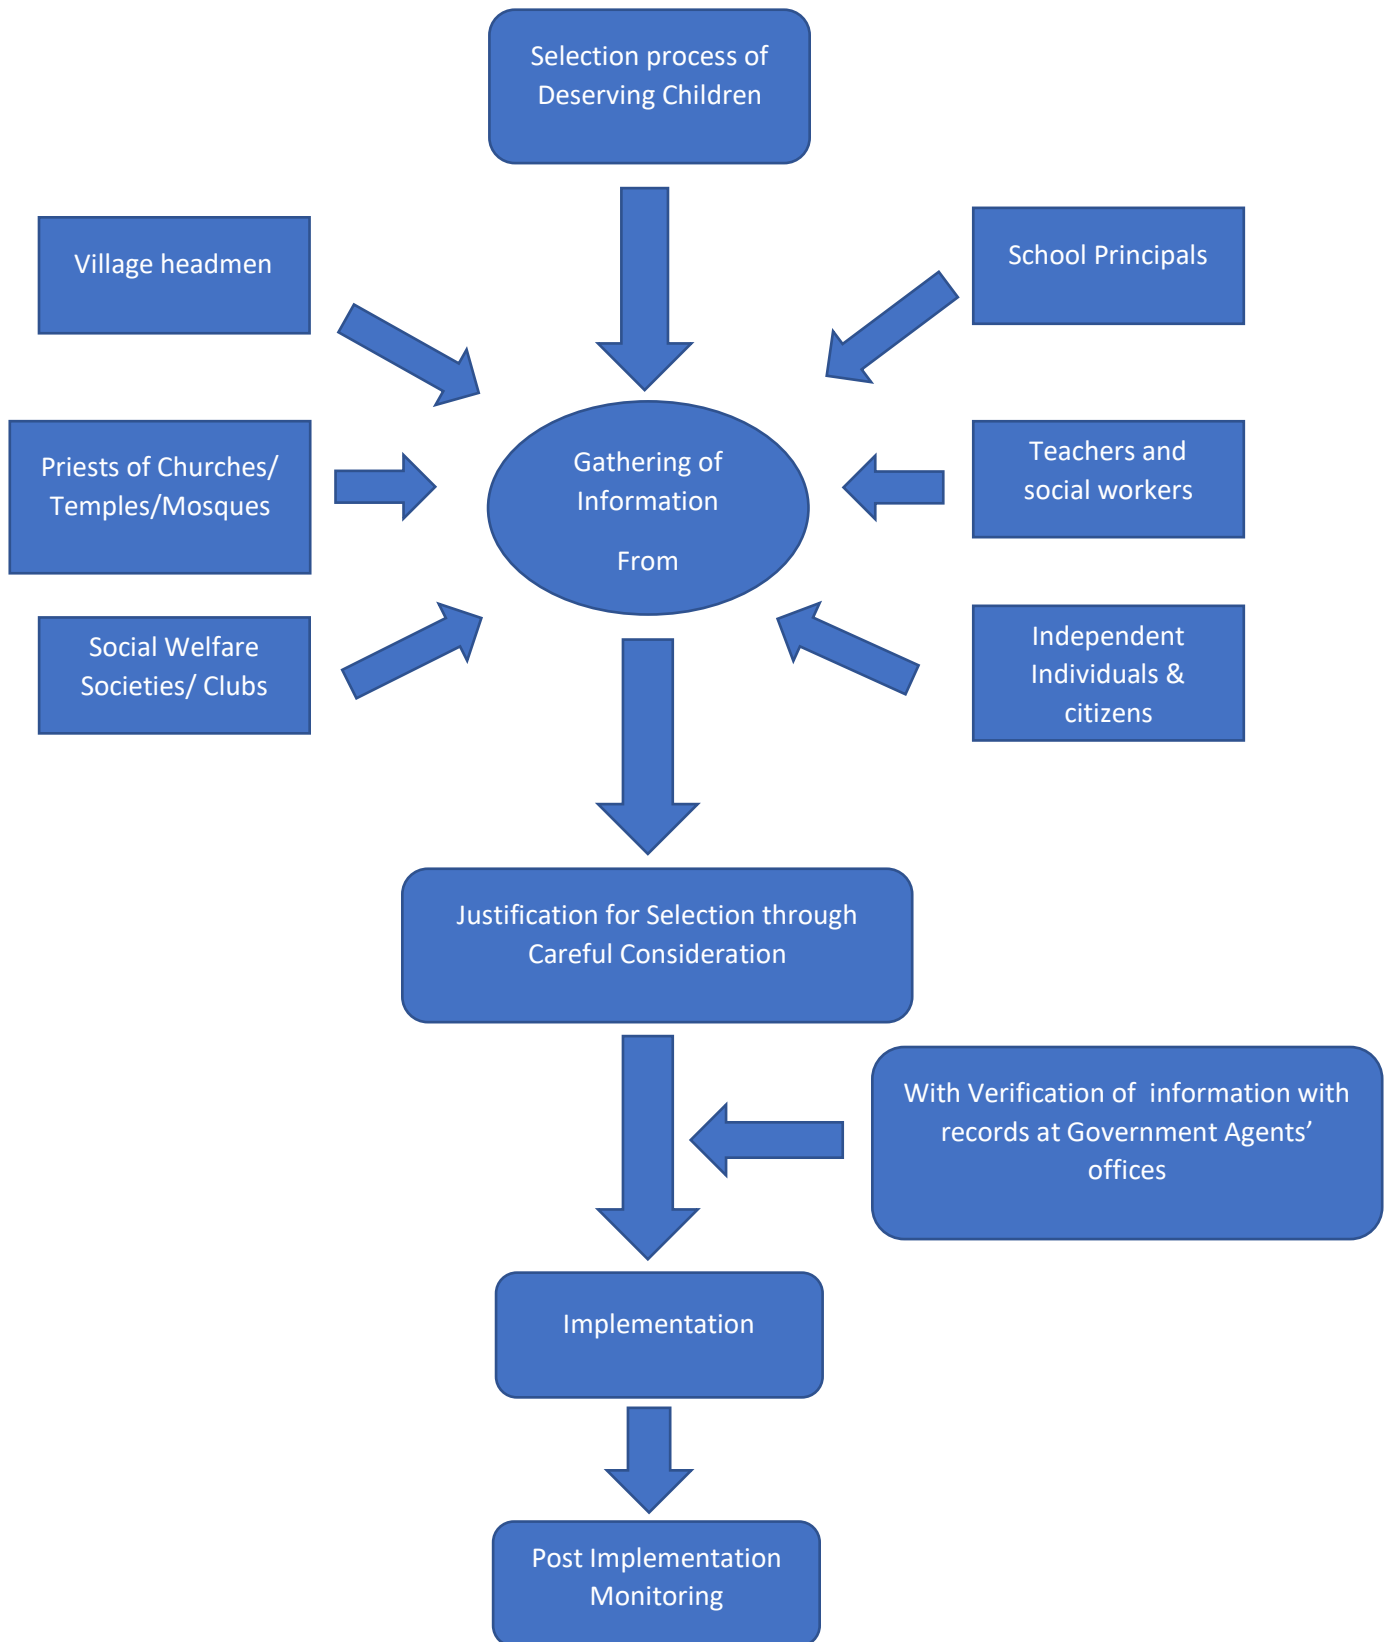 Selection process of
Deserving Children
Village headmen
School Principals
Priests of Churches/
Temples/Mosques
Gathering of
Information
From
Teachers and
social workers
Social Welfare
Societies/ Clubs
Independent
Individuals &
citizens
Justification for Selection through
Careful Consideration
With Verification of  information with
records at Government Agents’
offices
Implementation
Post Implementation
Monitoring